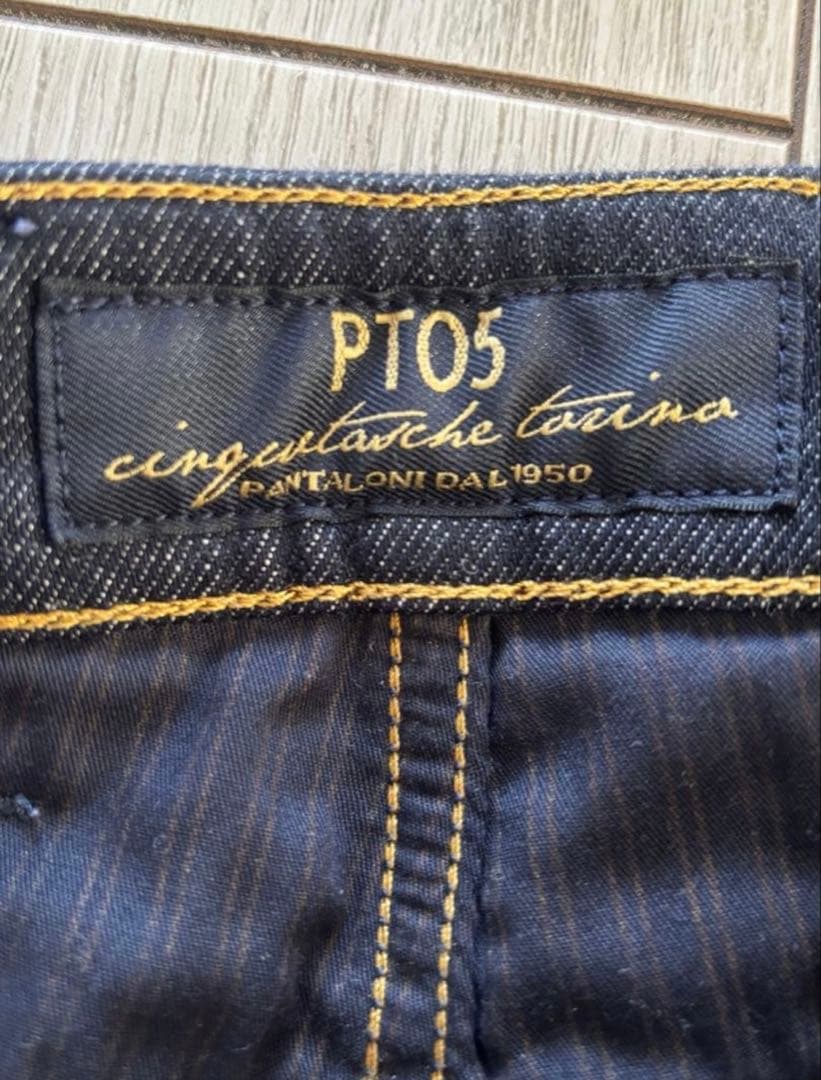 PT05
cinquetasche torino
PANTALONI DAL 1950